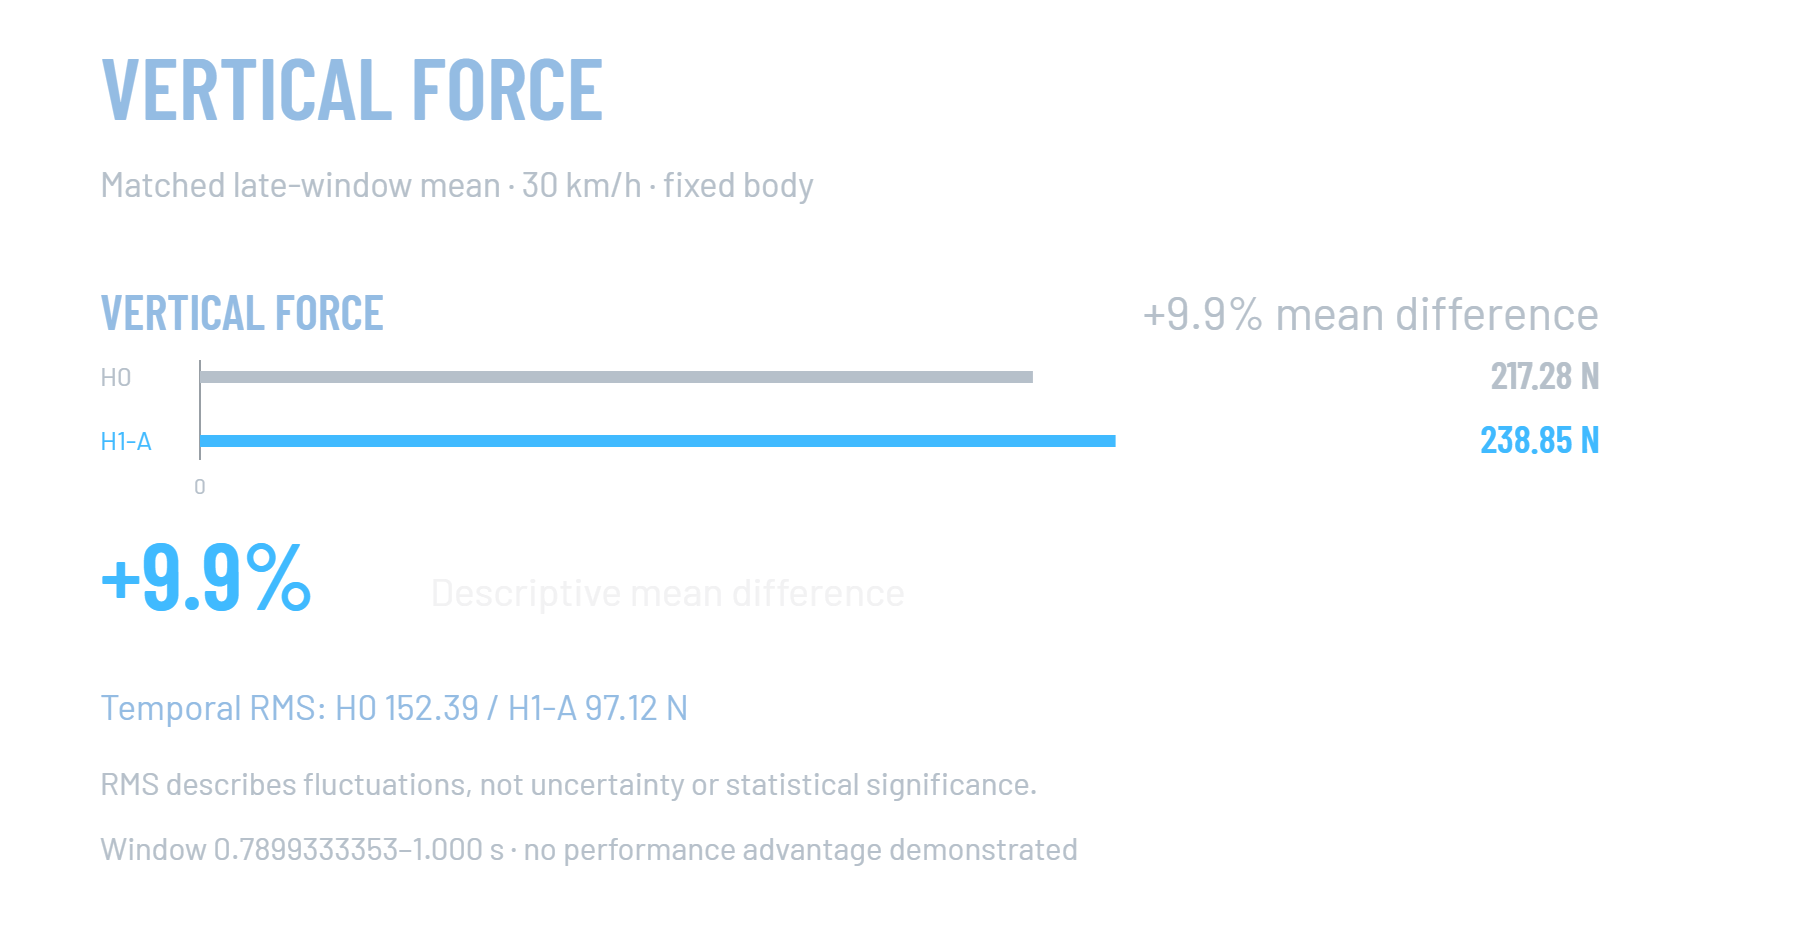 VERTICAL FORCE
Matched late-window mean · 30 km/h · fixed body
VERTICAL FORCE +9.9% mean difference
H0 217.28 N
H1-A 238.85 N
0
+9.9% Descriptive mean difference
Temporal RMS: H0 152.39 / H1-A 97.12 N
RMS describes fluctuations, not uncertainty or statistical significance.
Window 0.7899333353–1.000 s · no performance advantage demonstrated